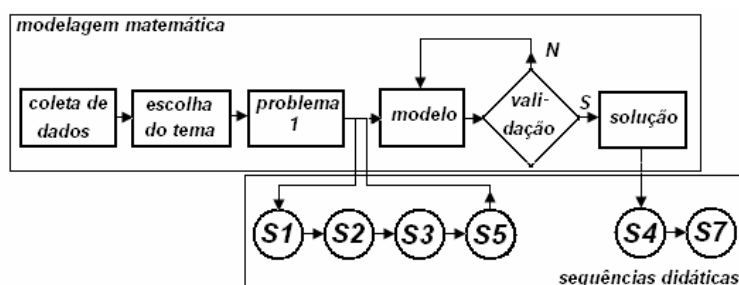 modelagem matemática
coleta de
dados
escolha
do tema
problema
1
modelo
vali-
dação
N
S
solução
S1
S2
S3
S5
S4
S7
sequências didáticas